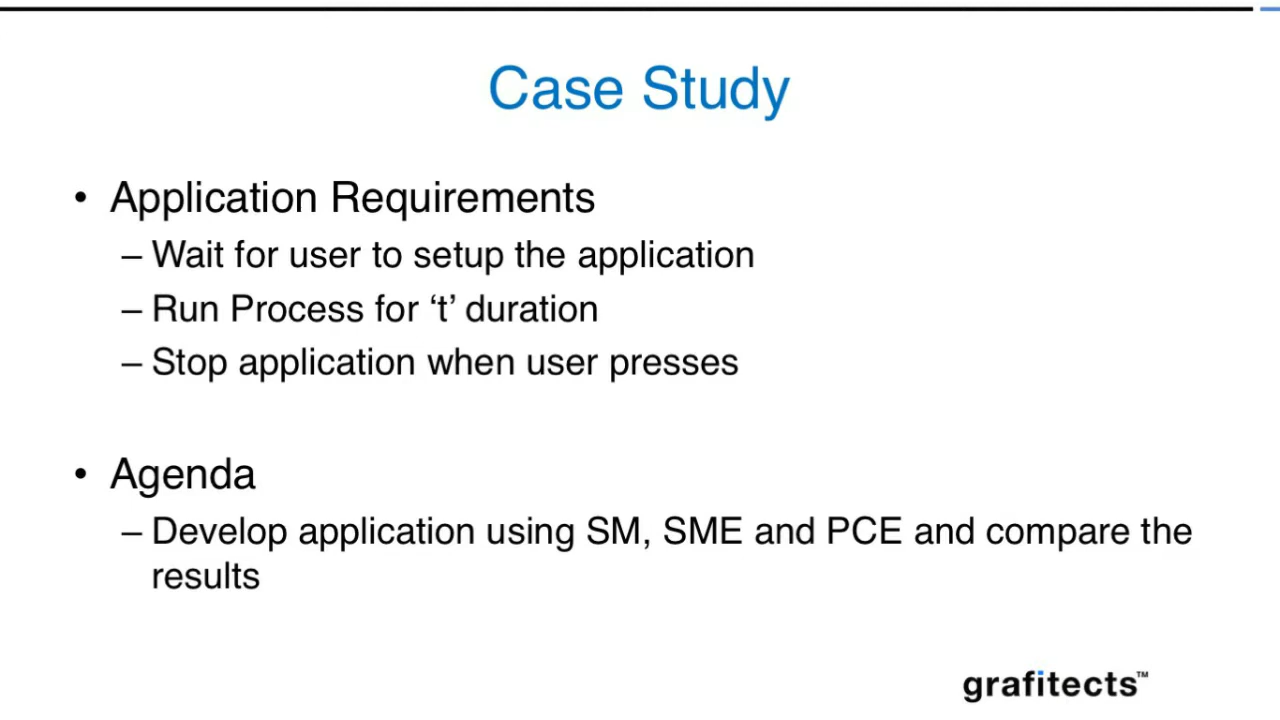 Case Study
• Application Requirements
– Wait for user to setup the application
– Run Process for ‘t’ duration
– Stop application when user presses
• Agenda
– Develop application using SM, SME and PCE and compare the
results
grafitects™